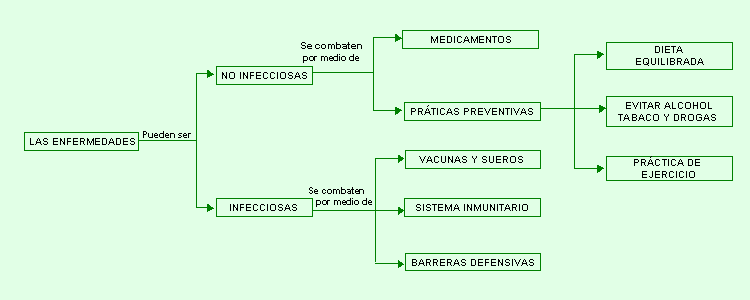 LAS ENFERMEDADES
Pueden ser
NO INFECCIOSAS
Se combaten
por medio de
MEDICAMENTOS
PRÁTICAS PREVENTIVAS
DIETA
EQUILIBRADA
EVITAR ALCOHOL
TABACO Y DROGAS
PRÁCTICA DE
EJERCICIO
INFECCIOSAS
Se combaten
por medio de
VACUNAS Y SUEROS
SISTEMA INMUNITARIO
BARRERAS DEFENSIVAS